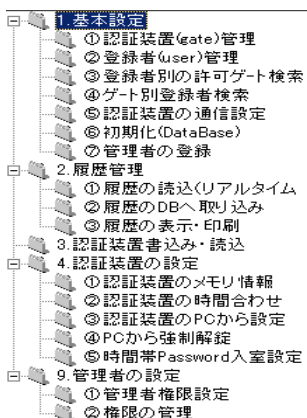 1.基本設定
①認証装置(gate)管理
②登録者(user)管理
③登録者別の許可ゲート検索
④ゲート別登録者検索
⑤認証装置の通信設定
⑥初期化(DataBase)
⑦管理者の登録
2.履歴管理
①履歴の読込(リアルタイム
②履歴のDBへ取り込み
③履歴の表示・印刷
3.認証装置書込み・読込
4.認証装置の設定
①認証装置のメモリ情報
②認証装置の時間合わせ
③認証装置のPCから設定
④PCから強制解錠
⑤時間帯Password入室設定
9.管理者の設定
①管理者権限設定
②権限の管理